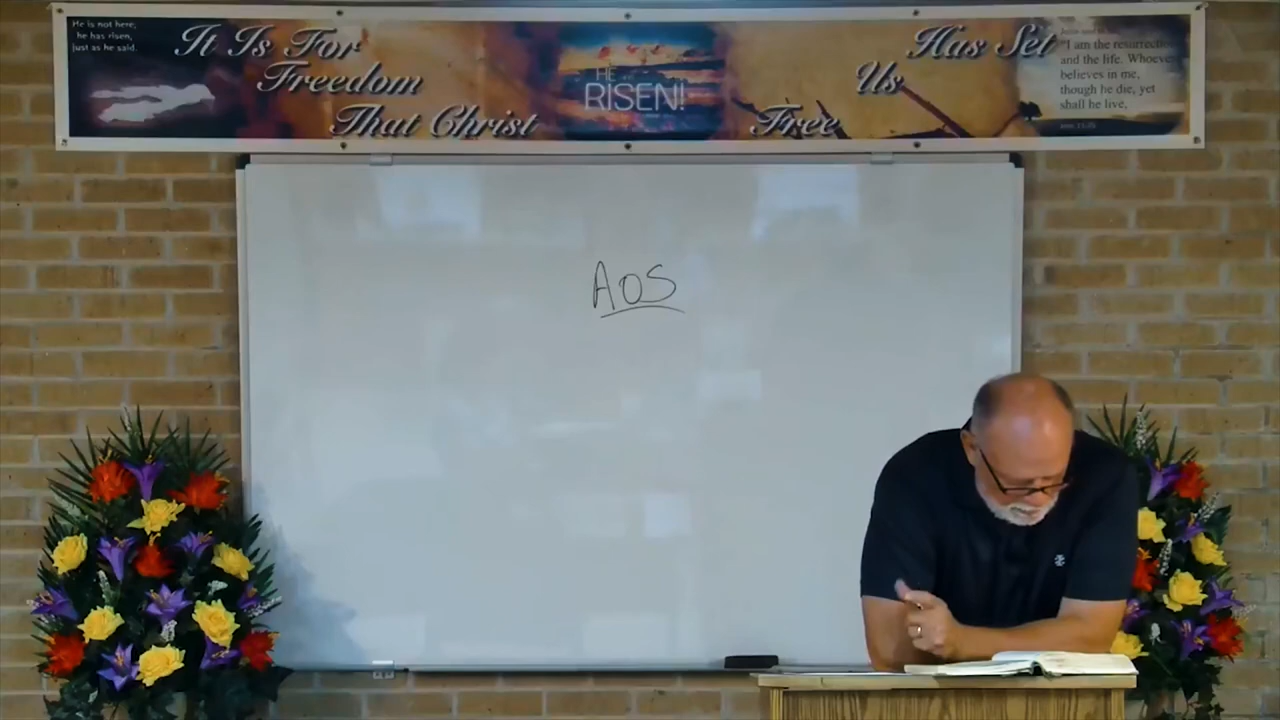 He is not here;
he has risen,
just as he said.
It Is For
Freedom
That Christ
HE
RISEN!
Has Set
Us
Free
"I am the resurrection
and the life. Whoever
believes in me,
though he die, yet
shall he live,
AOS